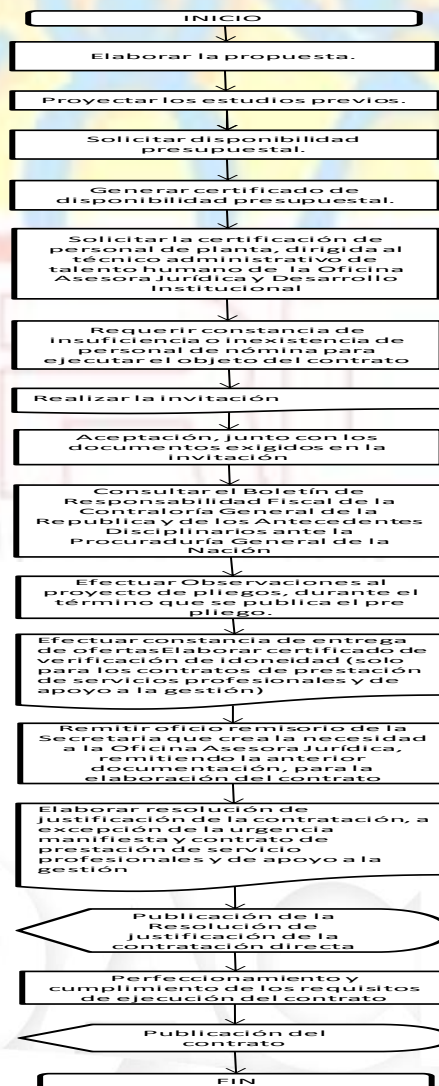 INICIO
Elaborar la propuesta.
Proyectar los estudios previos.
Solicitar disponibilidad
presupuestal.
Generar certificado de
disponibilidad presupuestal.
Solicitar la certificación de
personal de planta, dirigida al
técnico administrativo de
talento humano de la Oficina
Asesora Jurídica y Desarrollo
Institucional
Requerir constancia de
insuficiencia o inexistencia de
personal de nómina para
ejecutar el objeto del contrato
Realizar la invitación
Aceptación, junto con los
documentos exigidos en la
invitación
Consultar el Boletín de
Responsabilidad Fiscal de la
Contraloría General de la
Republica y de los Antecedentes
Disciplinarios ante la
Procuraduría General de la
Nación
Efectuar Observaciones al
proyecto de pliegos, durante el
término que se publica el pre
pliego.
Efectuar constancia de entrega
de ofertasElaborar certificado de
verificación de idoneidad (solo
para los contratos de prestación
de servicios profesionales y de
apoyo a la gestión)
Remitir oficio remisorio de la
Secretaria que crea la necesidad
a la Oficina Asesora Jurídica,
remitiendo la anterior
documentación, para la
elaboración del contrato
Elaborar resolución de
justificación de la contratación, a
excepción de la urgencia
manifiesta y contrato de
prestación de servicio
profesionales y de apoyo a la
gestión
Publicación de la
Resolución de
justificación de la
contratación directa
Perfeccionamiento y
cumplimiento de los requisitos
de ejecución del contrato
Publicación del
contrato
FIN